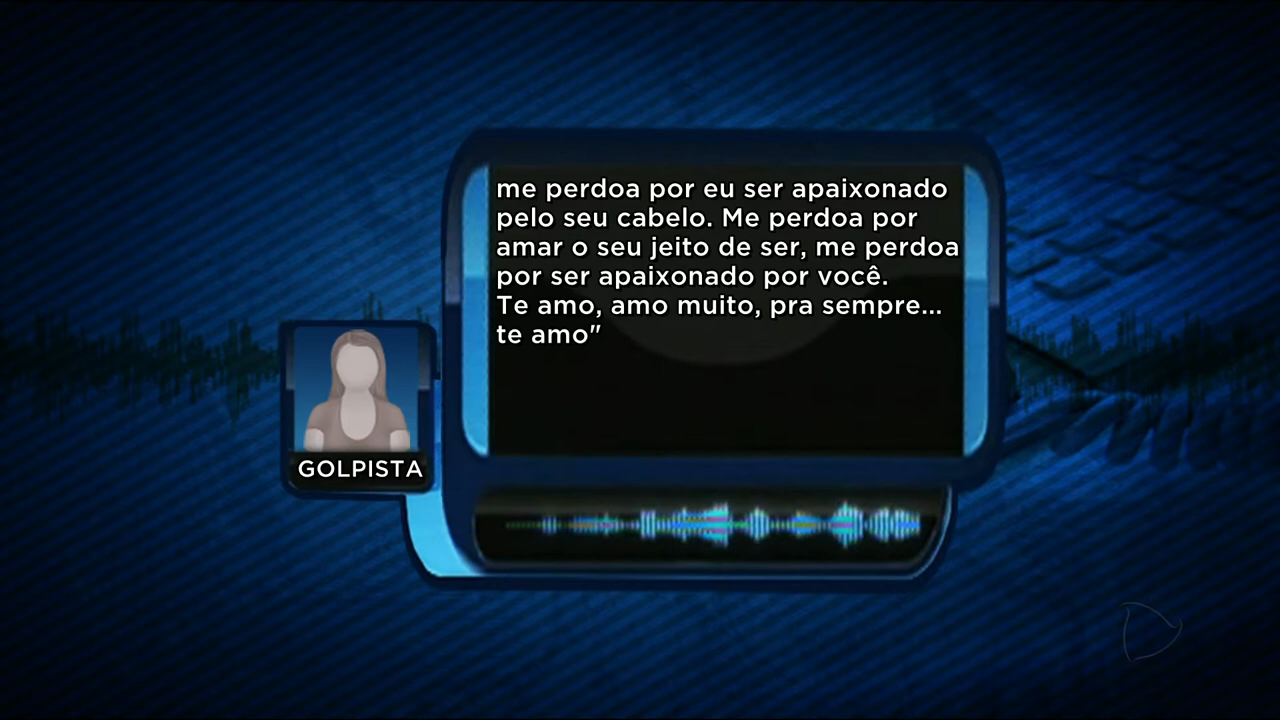 me perdoa por eu ser apaixonado
pelo seu cabelo. Me perdoa por
amar o seu jeito de ser, me perdoa
por ser apaixonado por você.
Te amo, amo muito, pra sempre...
te amo"
GOLPISTA